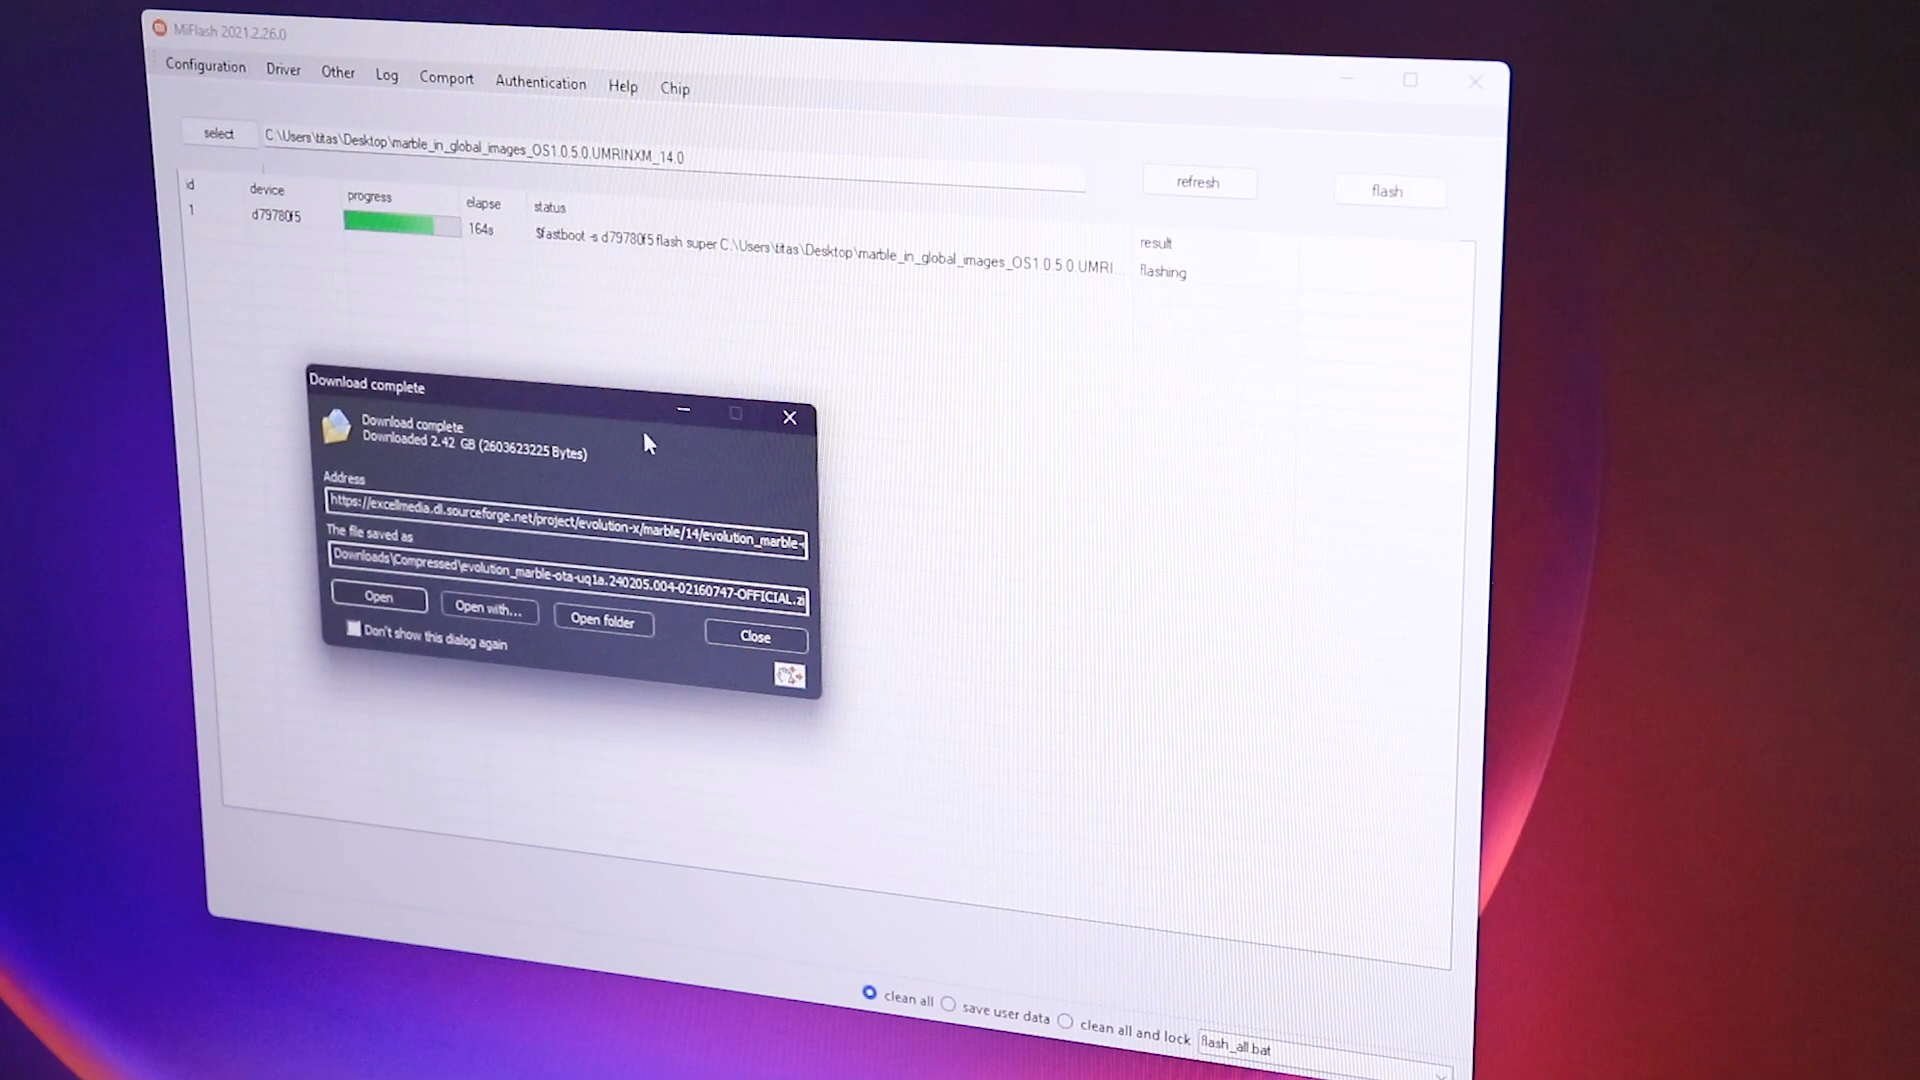 MiFlash 2021.2.26.0
Configuration Driver Other Log Comport Authentication Help Chip
select C:\Users\titas\Desktop\marble_in_global_images_OS1.0.5.0.UMRINXM_14.0 refresh flash
id device progress elapse status result
1 d79780f5 164s $fastboot -s d79780f5 flash super C:\Users\titas\Desktop\marble_in_global_images_OS1.0.5.0.UMRI... flashing
Download complete
Download complete
Downloaded 2.42 GB (2603623225 Bytes)
Address
https://excellmedia.dl.sourceforge.net/project/evolution-x/marble/14/evolution_marble-
The file saved as
Downloads\Compressed\evolution_marble-ota-uq1a.240205.004-02160747-OFFICIAL.zi
Open Open with... Open folder Close
Don't show this dialog again
clean all save user data clean all and lock flash_all.bat